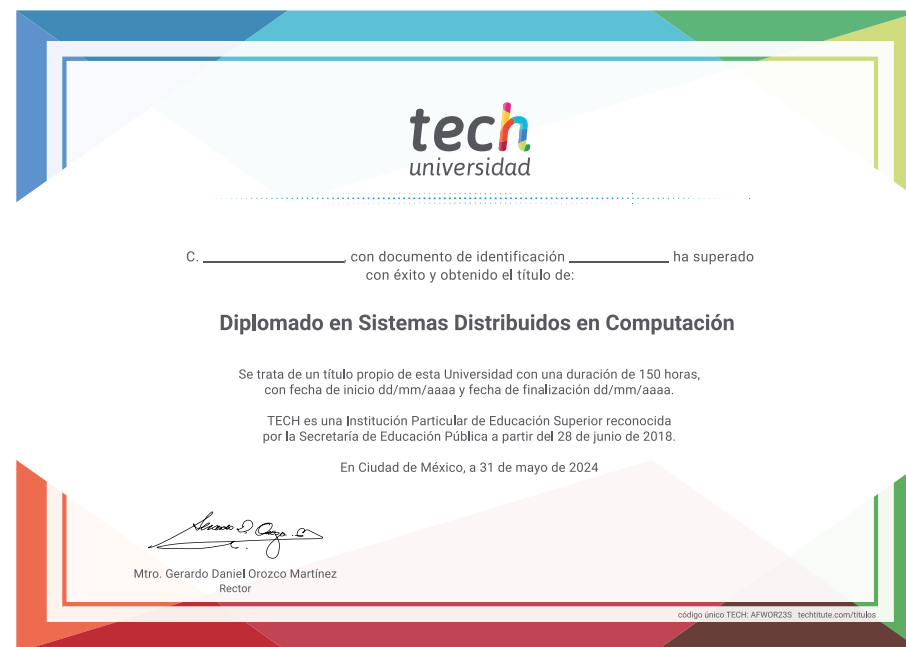 tech
universidad
C. ____________, con documento de identificación ____________ ha superado
con éxito y obtenido el título de:
Diplomado en Sistemas Distribuidos en Computación
Se trata de un título propio de esta Universidad con una duración de 150 horas,
con fecha de inicio dd/mm/aaaa y fecha de finalización dd/mm/aaaa.
TECH es una Institución Particular de Educación Superior reconocida
por la Secretaría de Educación Pública a partir del 28 de junio de 2018.
En Ciudad de México, a 31 de mayo de 2024
Mtro. Gerardo Daniel Orozco Martínez
Rector
código único TECH: AFWOR23S techtitute.com/titulos